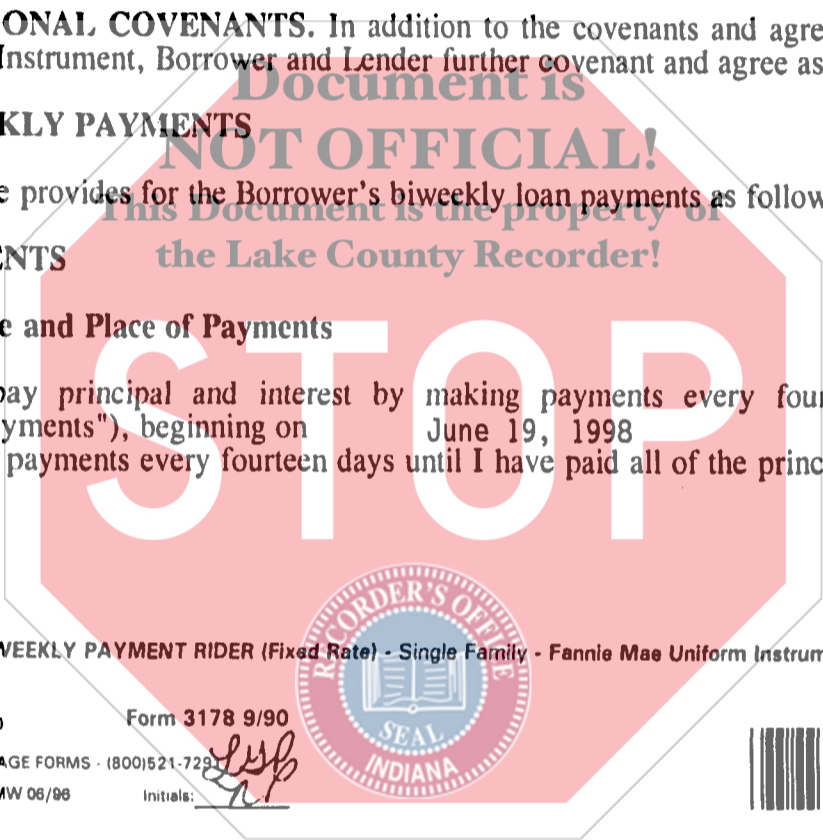 ONAL COVENANTS. In addition to the covenants and agre
Instrument, Borrower and Lender further covenant and agree as
Document is
KLY PAYMENTS
NOT OFFICIAL!
e provides for the Borrower's biweekly loan payments as follow
This Document is the property of
ENTS
the Lake County Recorder!
e and Place of Payments
STOP
pay principal and interest by making payments every four
yments"), beginning on June 19, 1998
payments every fourteen days until I have paid all of the princ
RECORDER'S OFFICE
WEEKLY PAYMENT RIDER (Fixed Rate) - Single Family - Fannie Mae Uniform Instrum
Form 3178 9/90
SEAL
AGE FORMS - (800)521-729
INDIANA
MW 06/96 Initials: